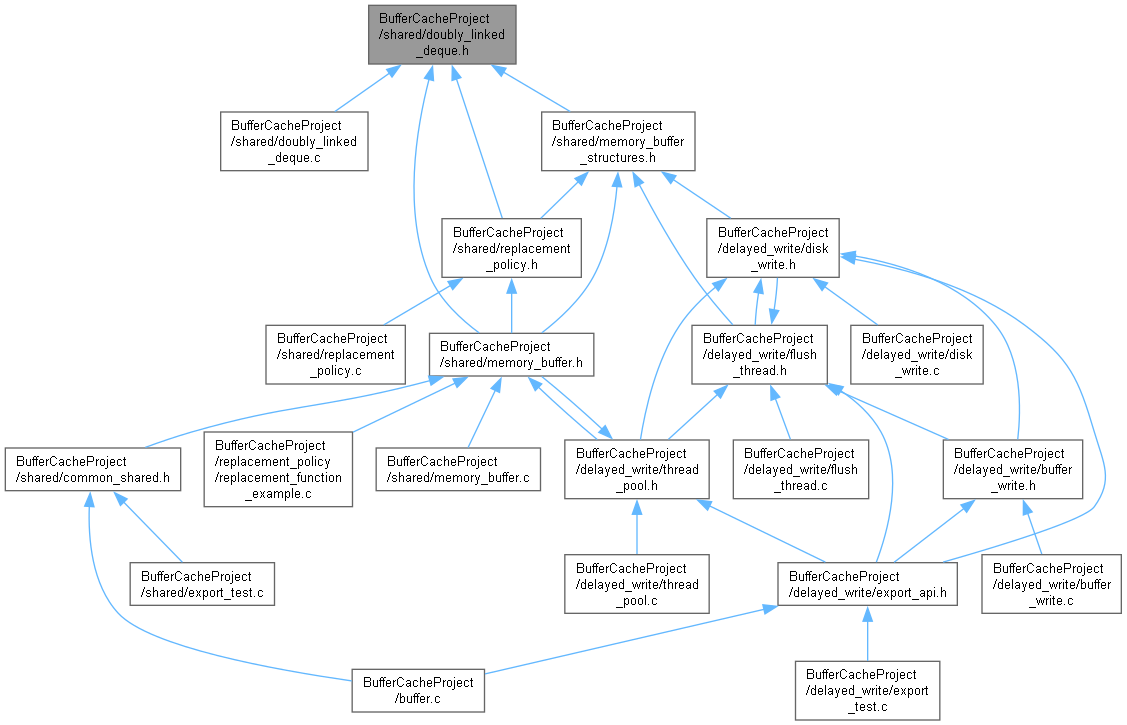 BufferCacheProject
/shared/doubly_linked
_deque.h
BufferCacheProject
/shared/doubly_linked
_deque.c
BufferCacheProject
/shared/memory_buffer
_structures.h
BufferCacheProject
/shared/replacement
_policy.h
BufferCacheProject
/delayed_write/disk
_write.h
BufferCacheProject
/shared/replacement
_policy.c
BufferCacheProject
/shared/memory_buffer.h
BufferCacheProject
/delayed_write/flush
_thread.h
BufferCacheProject
/delayed_write/disk
_write.c
BufferCacheProject
/shared/common_shared.h
BufferCacheProject
/replacement_policy
/replacement_function
_example.c
BufferCacheProject
/shared/memory_buffer.c
BufferCacheProject
/delayed_write/thread
_pool.h
BufferCacheProject
/delayed_write/flush
_thread.c
BufferCacheProject
/delayed_write/buffer
_write.h
BufferCacheProject
/shared/export_test.c
BufferCacheProject
/delayed_write/thread
_pool.c
BufferCacheProject
/delayed_write/export_api.h
BufferCacheProject
/delayed_write/buffer
_write.c
BufferCacheProject
/buffer.c
BufferCacheProject
/delayed_write/export
_test.c